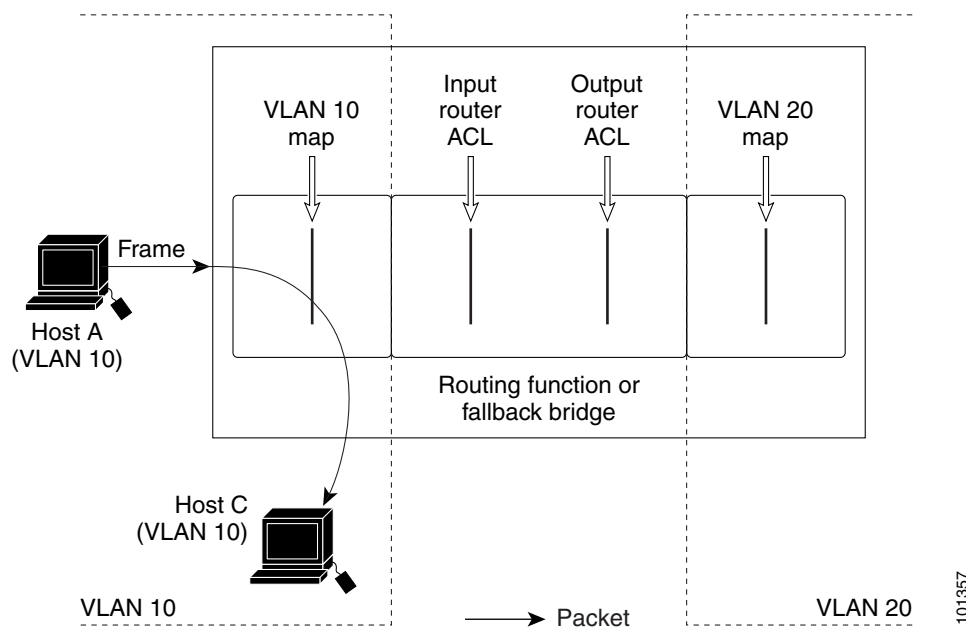 VLAN 10
map
Input
router
ACL
Output
router
ACL
VLAN 20
map
Frame
Host A
(VLAN 10)
Routing function or
fallback bridge
Host C
(VLAN 10)
VLAN 10
Packet
VLAN 20
101357